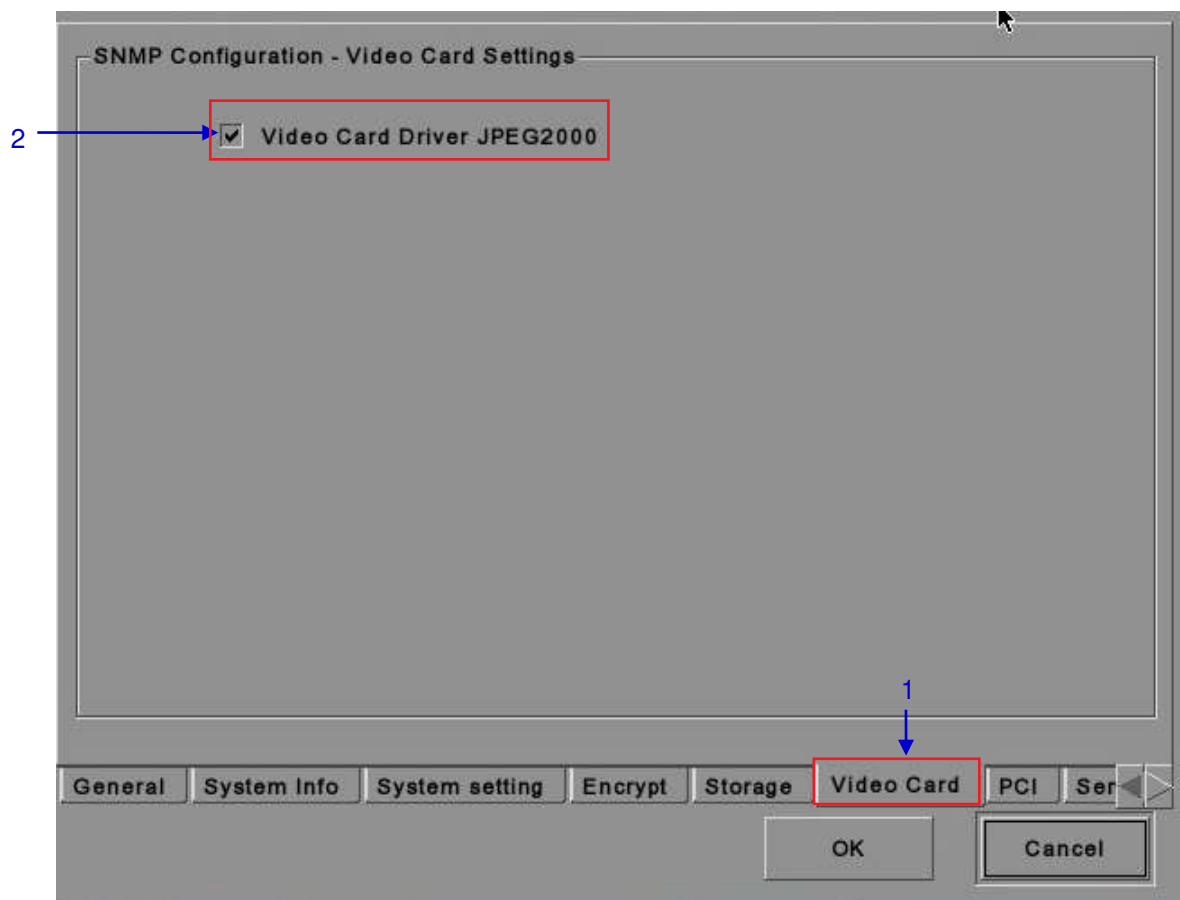 SNMP Configuration - Video Card Settings
2
Video Card Driver JPEG2000
1
General System Info System setting Encrypt Storage Video Card PCI Ser
OK Cancel